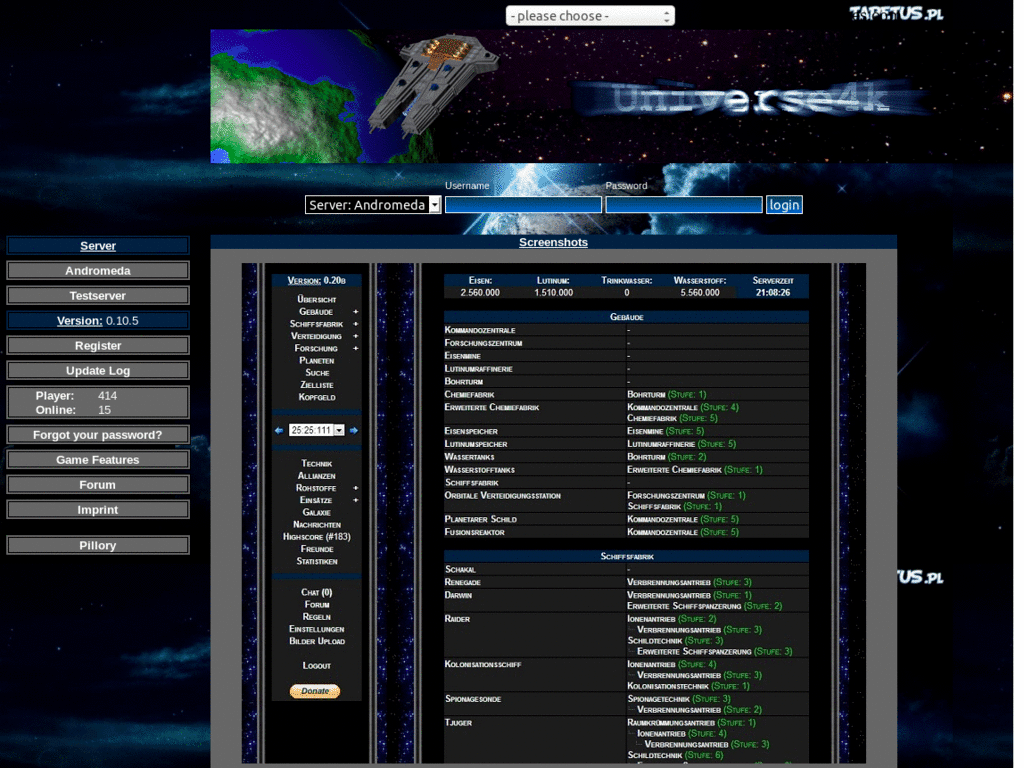 - please choose -
TAPETUS.PL
Universe4k
Username
Password
Server: Andromeda
login
Server
Andromeda
Testserver
Version: 0.10.5
Register
Update Log
Player: 414
Online: 15
Forgot your password?
Game Features
Forum
Imprint
Pillory
Screenshots
Version: 0.20b
Übersicht
Gebäude +
Schiffsfabrik +
Verteidigung +
Forschung +
Planeten
Suche
Zielliste
Kopfgeld
25:25:111
Technik
Allianzen
Rohstoffe +
Einsätze +
Galaxie
Nachrichten
Highscore (#183)
Freunde
Statistiken
Chat (0)
Forum
Regeln
Einstellungen
Bilder Upload
Logout
Donate
Eisen: Lutinum: Trinkwasser: Wasserstoff: Serverzeit
2.560.000 1.510.000 0 5.560.000 21:08:26
Gebäude
Kommandozentrale -
Forschungszentrum -
Eisenmine -
Lutinumraffinerie -
Bohrturm -
Chemiefabrik Bohrturm (Stufe: 1)
Erweiterte Chemiefabrik Kommandozentrale (Stufe: 4)
Chemiefabrik (Stufe: 5)
Eisenspeicher Eisenmine (Stufe: 5)
Lutinumspeicher Lutinumraffinerie (Stufe: 5)
Wassertanks Bohrturm (Stufe: 2)
Wasserstofftanks Erweiterte Chemiefabrik (Stufe: 1)
Schiffsfabrik -
Orbitale Verteidigungsstation Forschungszentrum (Stufe: 1)
Schiffsfabrik (Stufe: 1)
Planetarer Schild Kommandozentrale (Stufe: 5)
Fusionsreaktor Kommandozentrale (Stufe: 5)
Schiffsfabrik
Schakal -
Renegade Verbrennungsantrieb (Stufe: 3)
Darwin Verbrennungsantrieb (Stufe: 1)
Erweiterte Schiffspanzerung (Stufe: 2)
Raider Ionenantrieb (Stufe: 2)
Verbrennungsantrieb (Stufe: 3)
Schildtechnik (Stufe: 3)
Erweiterte Schiffspanzerung (Stufe: 3)
Kolonisationsschiff Ionenantrieb (Stufe: 4)
Verbrennungsantrieb (Stufe: 3)
Kolonisationstechnik (Stufe: 1)
Spionagesonde Spionagetechnik (Stufe: 3)
Verbrennungsantrieb (Stufe: 2)
Tjuger Raumkrümmungsantrieb (Stufe: 1)
Ionenantrieb (Stufe: 4)
Verbrennungsantrieb (Stufe: 3)
Schildtechnik (Stufe: 6)
US.PL